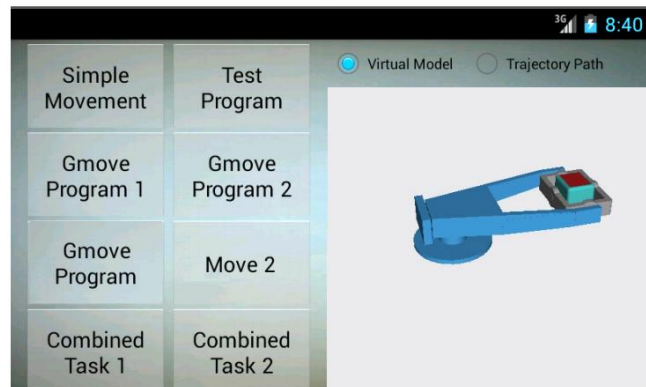 3G 8:40
Virtual Model Trajectory Path
Simple
Movement
Test
Program
Gmove
Program 1
Gmove
Program 2
Gmove
Program
Move 2
Combined
Task 1
Combined
Task 2